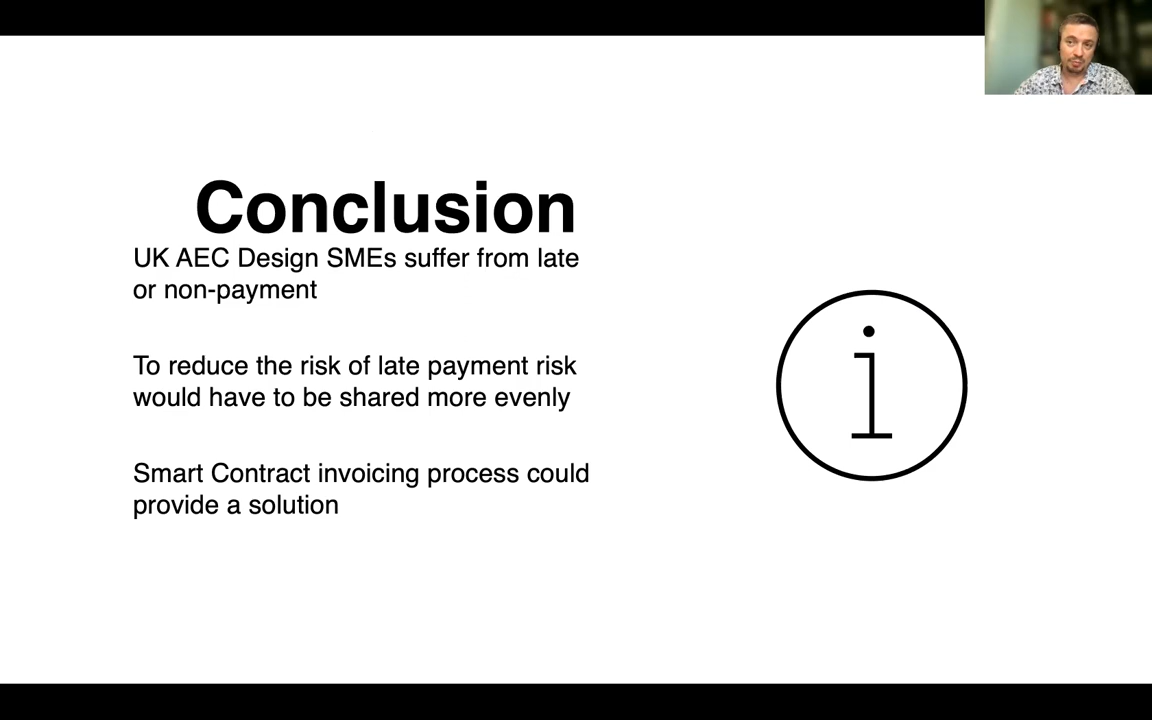 Conclusion
UK AEC Design SMEs suffer from late
or non-payment
To reduce the risk of late payment risk
would have to be shared more evenly
Smart Contract invoicing process could
provide a solution
i